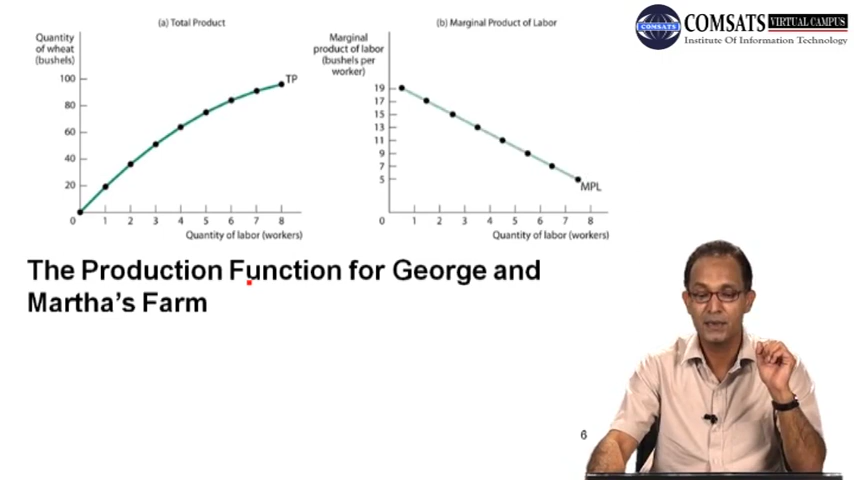 (a) Total Product
(b) Marginal Product of Labor
COMSATS VIRTUAL CAMPUS
Institute Of Information Technology
COMSATS
Quantity
of wheat
(bushels)
100
80
60
40
20
0 1 2 3 4 5 6 7 8
TP
Quantity of labor (workers)
Marginal
product of labor
(bushels per
worker)
19
17
15
13
11
9
7
5
0 1 2 3 4 5 6 7 8
MPL
Quantity of labor (workers)
The Production Function for George and
Martha's Farm
6